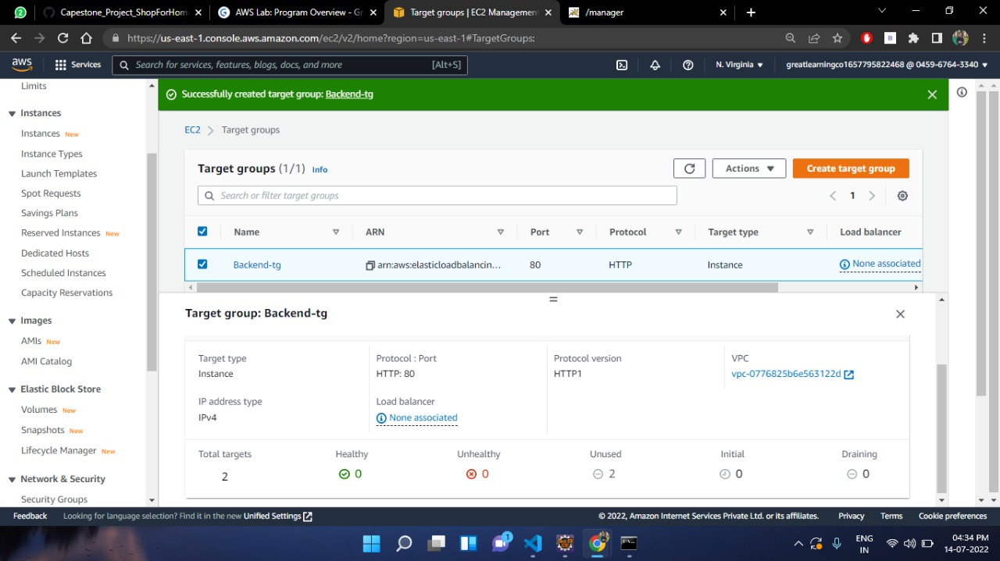 2
Capestone_Project_ShopForHom
AWS Lab: Program Overview - Gr
Target groups | EC2 Management
/manager
https://us-east-1.console.aws.amazon.com/ec2/v2/home?region=us-east-1#TargetGroups:
aws
Services
Search for services, features, blogs, docs, and more
[Alt+S]
N. Virginia
greatlearningco1657795822468 @ 0459-6764-3340
Limits
Instances
Instances New
Instance Types
Launch Templates
Spot Requests
Savings Plans
Reserved Instances New
Dedicated Hosts
Scheduled Instances
Capacity Reservations
Images
AMIs New
AMI Catalog
Elastic Block Store
Volumes New
Snapshots New
Lifecycle Manager New
Network & Security
Security Groups
Successfully created target group: Backend-tg
EC2 > Target groups
Target groups (1/1) Info
Actions
Create target group
Search or filter target groups
1
Name ARN Port Protocol Target type Load balancer
Backend-tg arn:aws:elasticloadbalancin... 80 HTTP Instance None associated
Target group: Backend-tg
Target type Protocol : Port Protocol version VPC
Instance HTTP: 80 HTTP1 vpc-0776825b6e563122d
IP address type Load balancer
IPv4 None associated
Total targets Healthy Unhealthy Unused Initial Draining
2 0 0 2 0 0
Feedback Looking for language selection? Find it in the new Unified Settings
© 2022, Amazon Internet Services Private Ltd. or its affiliates. Privacy Terms Cookie preferences
1
ENG
IN
04:34 PM
14-07-2022